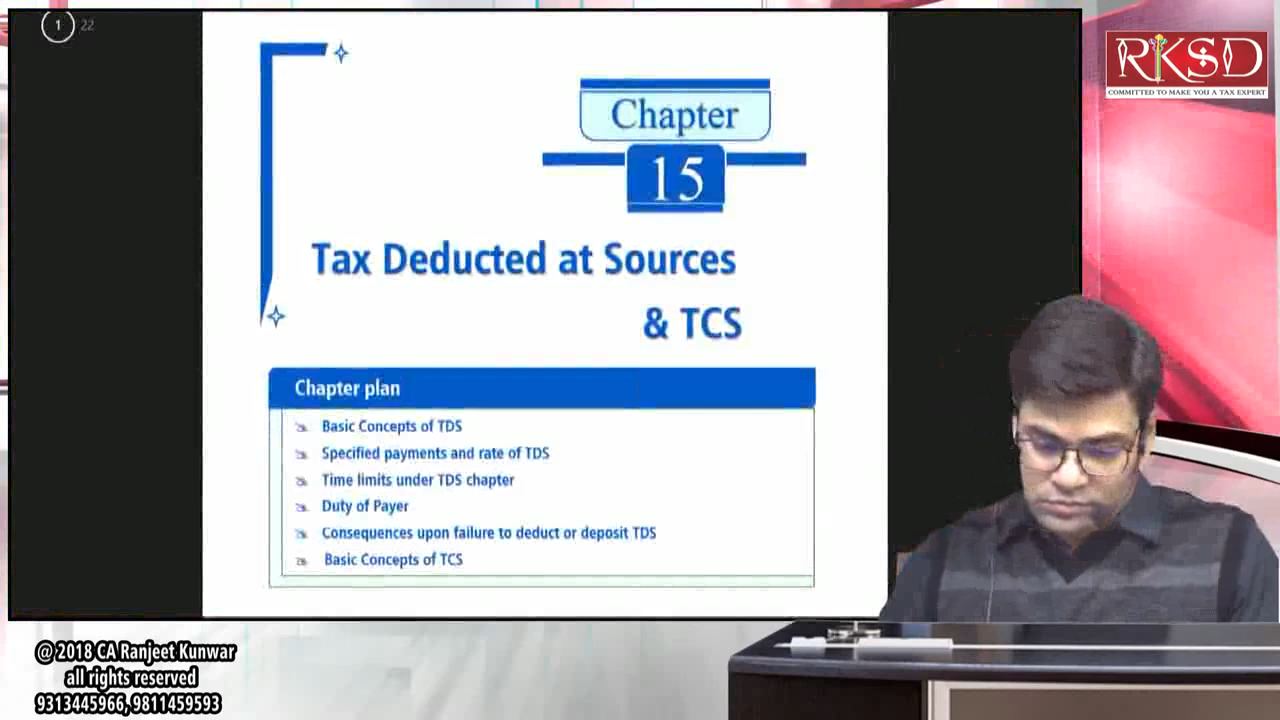 1 22
RKSD
COMMITTED TO MAKE YOU A TAX EXPERT
Chapter
15
Tax Deducted at Sources
& TCS
Chapter plan
Basic Concepts of TDS
Specified payments and rate of TDS
Time limits under TDS chapter
Duty of Payer
Consequences upon failure to deduct or deposit TDS
Basic Concepts of TCS
@ 2018 CA Ranjeet Kunwar
all rights reserved
9313445966, 9811459593